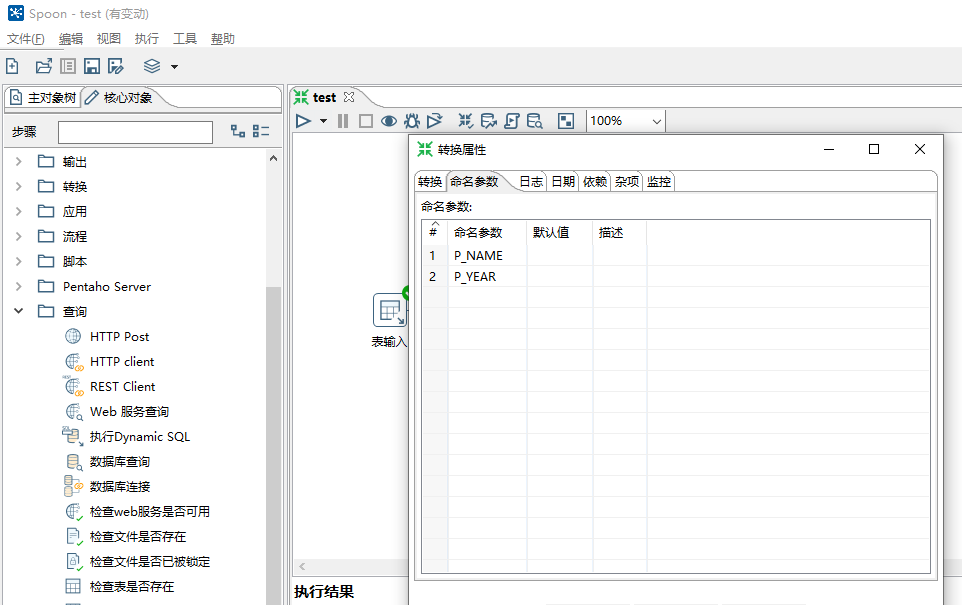 Spoon - test (有变动)
文件(F) 编辑 视图 执行 工具 帮助
主对象树 核心对象
步骤
输出
转换
应用
流程
脚本
Pentaho Server
查询
HTTP Post
HTTP client
REST Client
Web 服务查询
执行Dynamic SQL
数据库查询
数据库连接
检查web服务是否可用
检查文件是否存在
检查文件是否已被锁定
检查表是否存在
test
100%
表输入
执行结果
转换属性
转换 命名参数 日志 日期 依赖 杂项 监控
命名参数:
# 命名参数 默认值 描述
1 P_NAME
2 P_YEAR